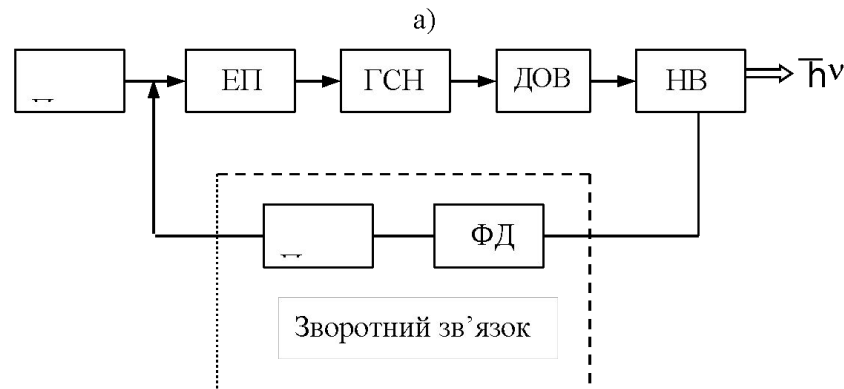 а)
ЕП ГСН ДОВ НВ ħν
ФД
Зворотний зв’язок